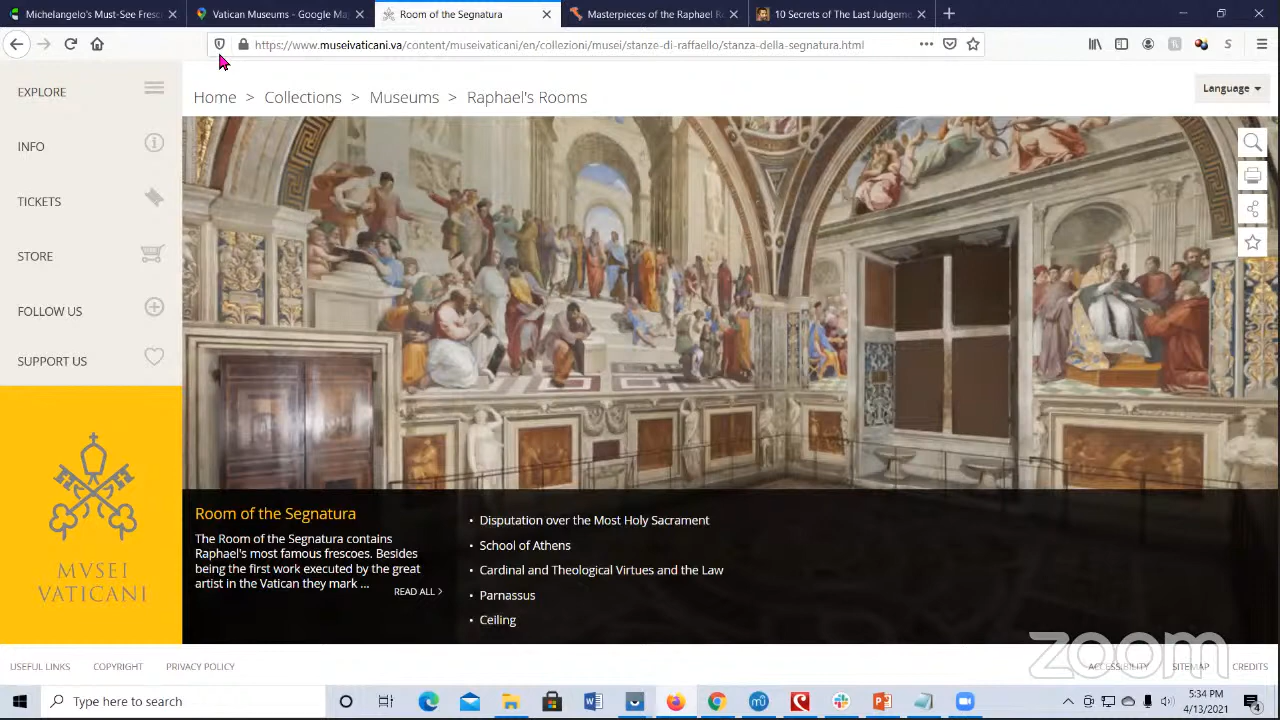 Michelangelo's Must-See Fresc
Vatican Museums - Google Ma
Room of the Segnatura
Masterpieces of the Raphael R
10 Secrets of The Last Judgeme
https://www.museivaticani.va/content/museivaticani/en/collezioni/musei/stanze-di-raffaello/stanza-della-segnatura.html
EXPLORE
INFO
TICKETS
STORE
FOLLOW US
SUPPORT US
MVSEI
VATICANI
Home > Collections > Museums > Raphael's Rooms
Language
Room of the Segnatura
The Room of the Segnatura contains
Raphael's most famous frescoes. Besides
being the first work executed by the great
artist in the Vatican they mark ...
READ ALL >
• Disputation over the Most Holy Sacrament
• School of Athens
• Cardinal and Theological Virtues and the Law
• Parnassus
• Ceiling
zoom
USEFUL LINKS COPYRIGHT PRIVACY POLICY
ACCESSIBILITY SITEMAP CREDITS
Type here to search
5:34 PM
4/13/2021
4